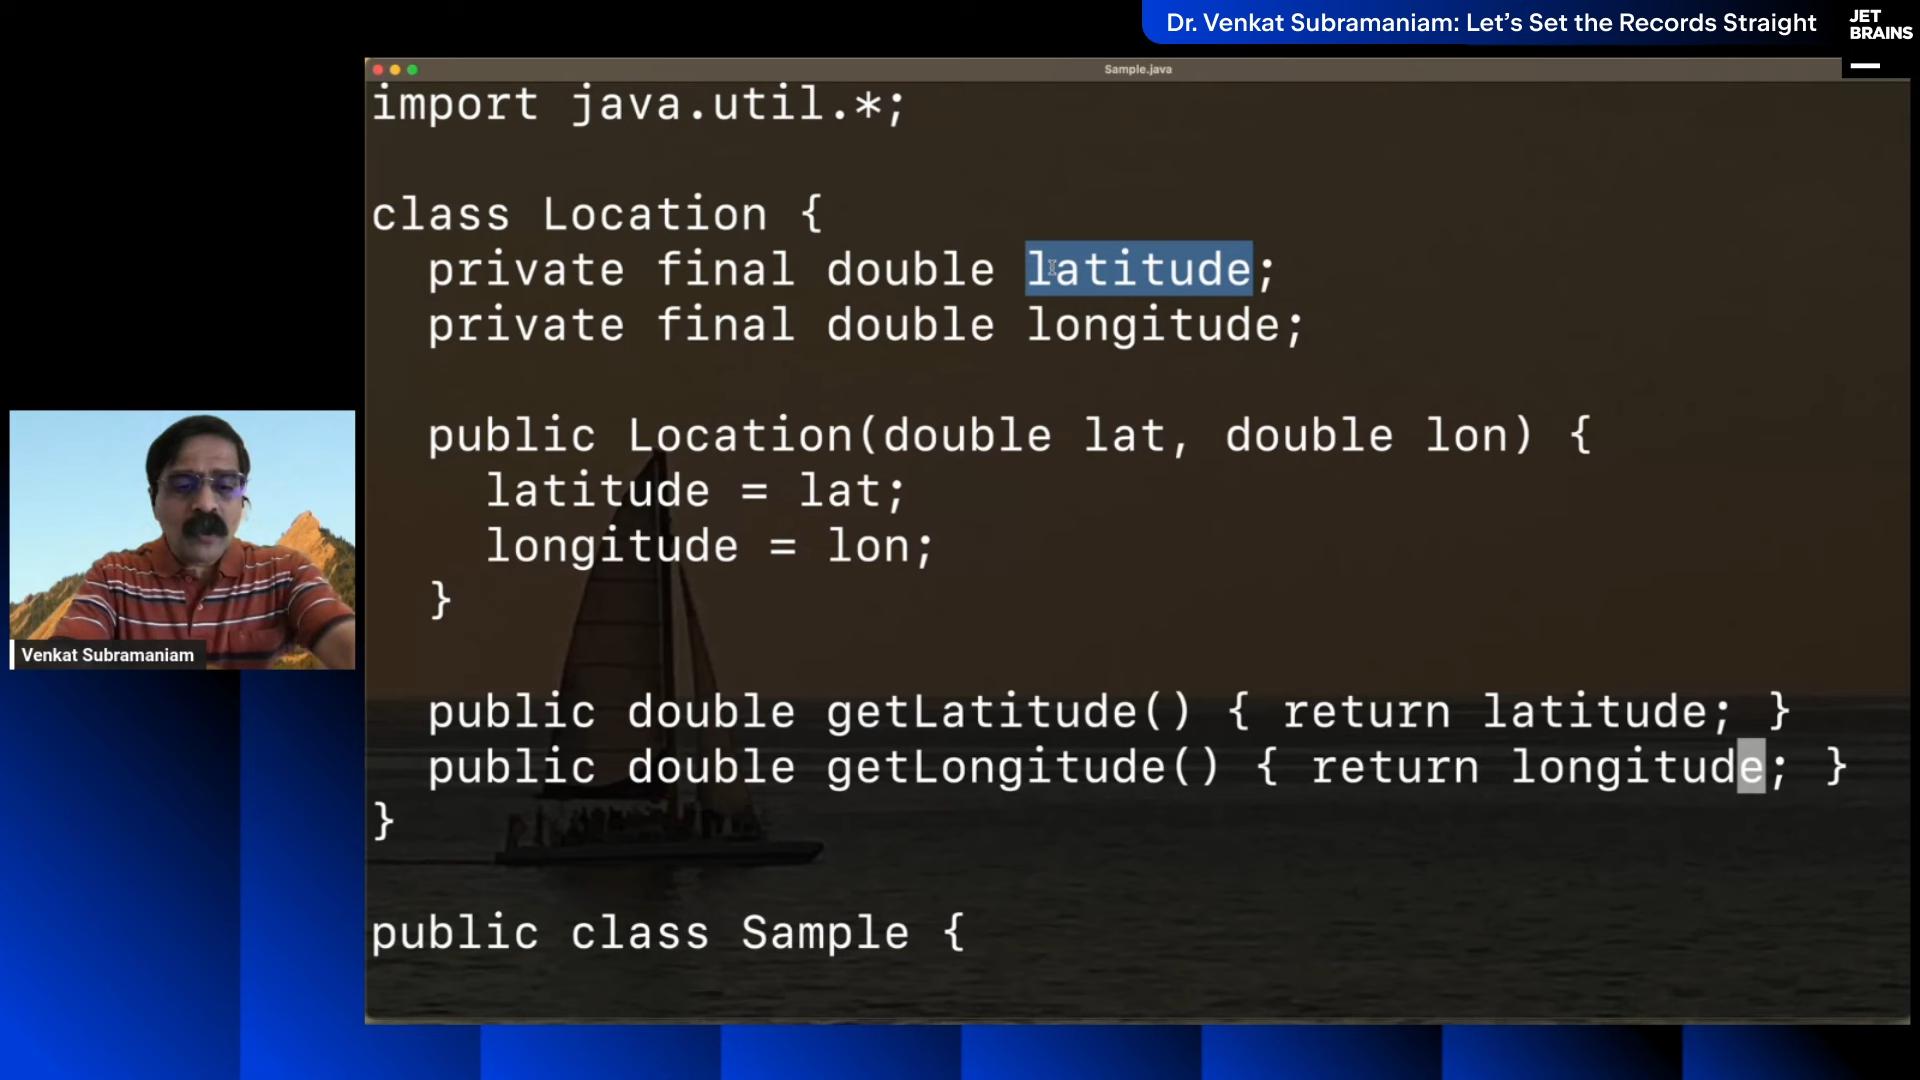 Dr. Venkat Subramaniam: Let’s Set the Records Straight
JET
BRAINS
Sample.java
import java.util.*;
class Location {
  private final double latitude;
  private final double longitude;
  public Location(double lat, double lon) {
    latitude = lat;
    longitude = lon;
  }
  public double getLatitude() { return latitude; }
  public double getLongitude() { return longitude; }
}
public class Sample {
Venkat Subramaniam